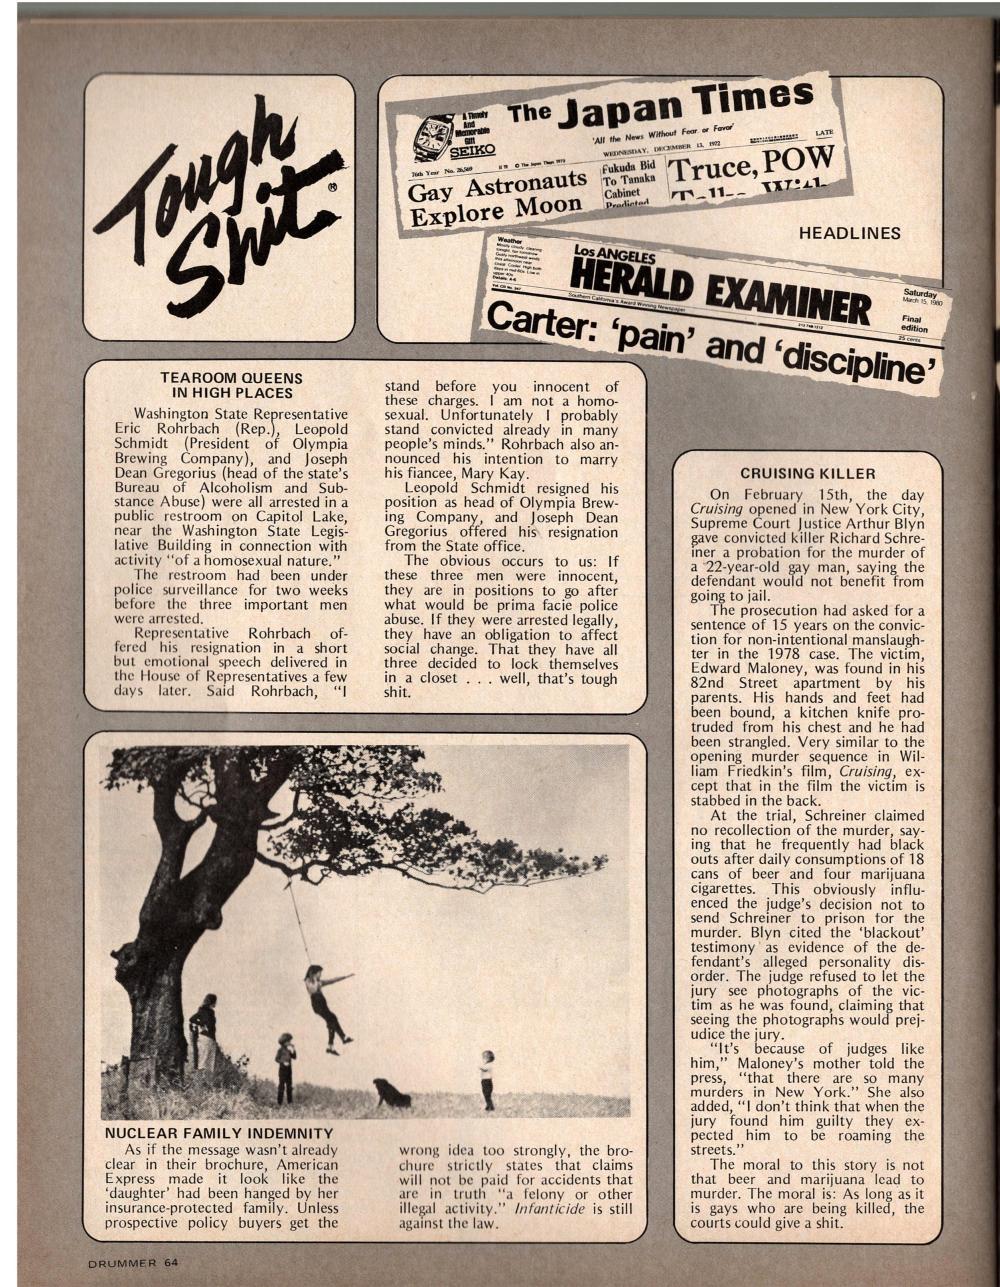 Tough
Shit®
A Timely
And
Memorable
Gift
SEIKO
The Japan Times
'All the News Without Fear or Favor'
76th Year No. 26,569
© The Japan Times 1972
WEDNESDAY, DECEMBER 13, 1972
LATE
Gay Astronauts
Explore Moon
Fukuda Bid
To Tanaka
Cabinet
Predicted
Truce, POW
HEADLINES
Weather
Los ANGELES
HERALD EXAMINER
Southern California's Award Winning Newspaper
Saturday
March 15, 1980
Final
edition
25 cents
Carter: 'pain' and 'discipline'
TEAROOM QUEENS
IN HIGH PLACES
Washington State Representative
Eric Rohrbach (Rep.), Leopold
Schmidt (President of Olympia
Brewing Company), and Joseph
Dean Gregorius (head of the state's
Bureau of Alcoholism and Sub-
stance Abuse) were all arrested in a
public restroom on Capitol Lake,
near the Washington State Legis-
lative Building in connection with
activity "of a homosexual nature."
The restroom had been under
police surveillance for two weeks
before the three important men
were arrested.
Representative Rohrbach of-
fered his resignation in a short
but emotional speech delivered in
the House of Representatives a few
days later. Said Rohrbach, "I
stand before you innocent of
these charges. I am not a homo-
sexual. Unfortunately I probably
stand convicted already in many
people's minds." Rohrbach also an-
nounced his intention to marry
his fiancee, Mary Kay.
Leopold Schmidt resigned his
position as head of Olympia Brew-
ing Company, and Joseph Dean
Gregorius offered his resignation
from the State office.
The obvious occurs to us: If
these three men were innocent,
they are in positions to go after
what would be prima facie police
abuse. If they were arrested legally,
they have an obligation to affect
social change. That they have all
three decided to lock themselves
in a closet . . . well, that's tough
shit.
NUCLEAR FAMILY INDEMNITY
As if the message wasn't already
clear in their brochure, American
Express made it look like the
'daughter' had been hanged by her
insurance-protected family. Unless
prospective policy buyers get the
wrong idea too strongly, the bro-
chure strictly states that claims
will not be paid for accidents that
are in truth "a felony or other
illegal activity." Infanticide is still
against the law.
CRUISING KILLER
On February 15th, the day
Cruising opened in New York City,
Supreme Court Justice Arthur Blyn
gave convicted killer Richard Schre-
iner a probation for the murder of
a 22-year-old gay man, saying the
defendant would not benefit from
going to jail.
The prosecution had asked for a
sentence of 15 years on the convic-
tion for non-intentional manslaugh-
ter in the 1978 case. The victim,
Edward Maloney, was found in his
82nd Street apartment by his
parents. His hands and feet had
been bound, a kitchen knife pro-
truded from his chest and he had
been strangled. Very similar to the
opening murder sequence in Wil-
liam Friedkin's film, Cruising, ex-
cept that in the film the victim is
stabbed in the back.
At the trial, Schreiner claimed
no recollection of the murder, say-
ing that he frequently had black
outs after daily consumptions of 18
cans of beer and four marijuana
cigarettes. This obviously influ-
enced the judge's decision not to
send Schreiner to prison for the
murder. Blyn cited the 'blackout'
testimony as evidence of the de-
fendant's alleged personality dis-
order. The judge refused to let the
jury see photographs of the vic-
tim as he was found, claiming that
seeing the photographs would prej-
udice the jury.
"It's because of judges like
him," Maloney's mother told the
press, "that there are so many
murders in New York." She also
added, "I don't think that when the
jury found him guilty they ex-
pected him to be roaming the
streets."
The moral to this story is not
that beer and marijuana lead to
murder. The moral is: As long as it
is gays who are being killed, the
courts could give a shit.
DRUMMER 64